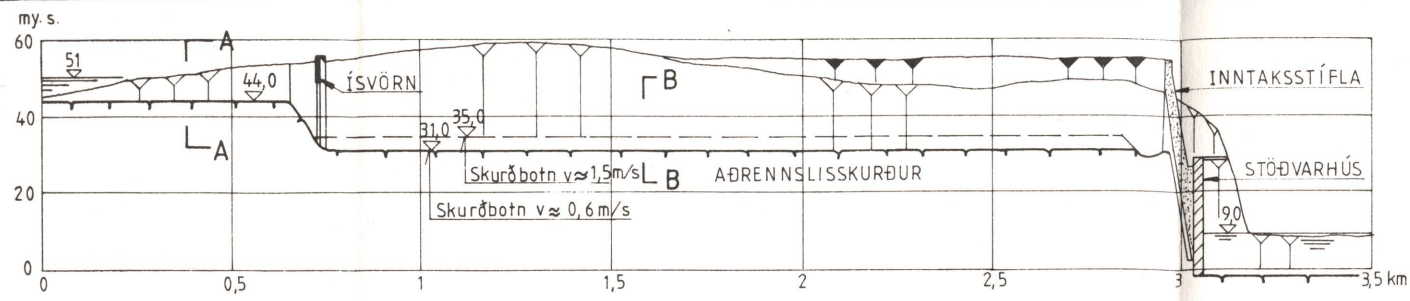 my. s.
60
40
20
0
51
A
A
44,0
ÍSVÖRN
31,0
35,0
Skurðbotn v≈1,5m/s
Skurðbotn v ≈ 0,6m/s
B
B
AÐRENNSLISSKURÐUR
INNTAKSSTÍFLA
STÖÐVARHÚS
9,0
0
0,5
1
1,5
2
2,5
3
3,5 km